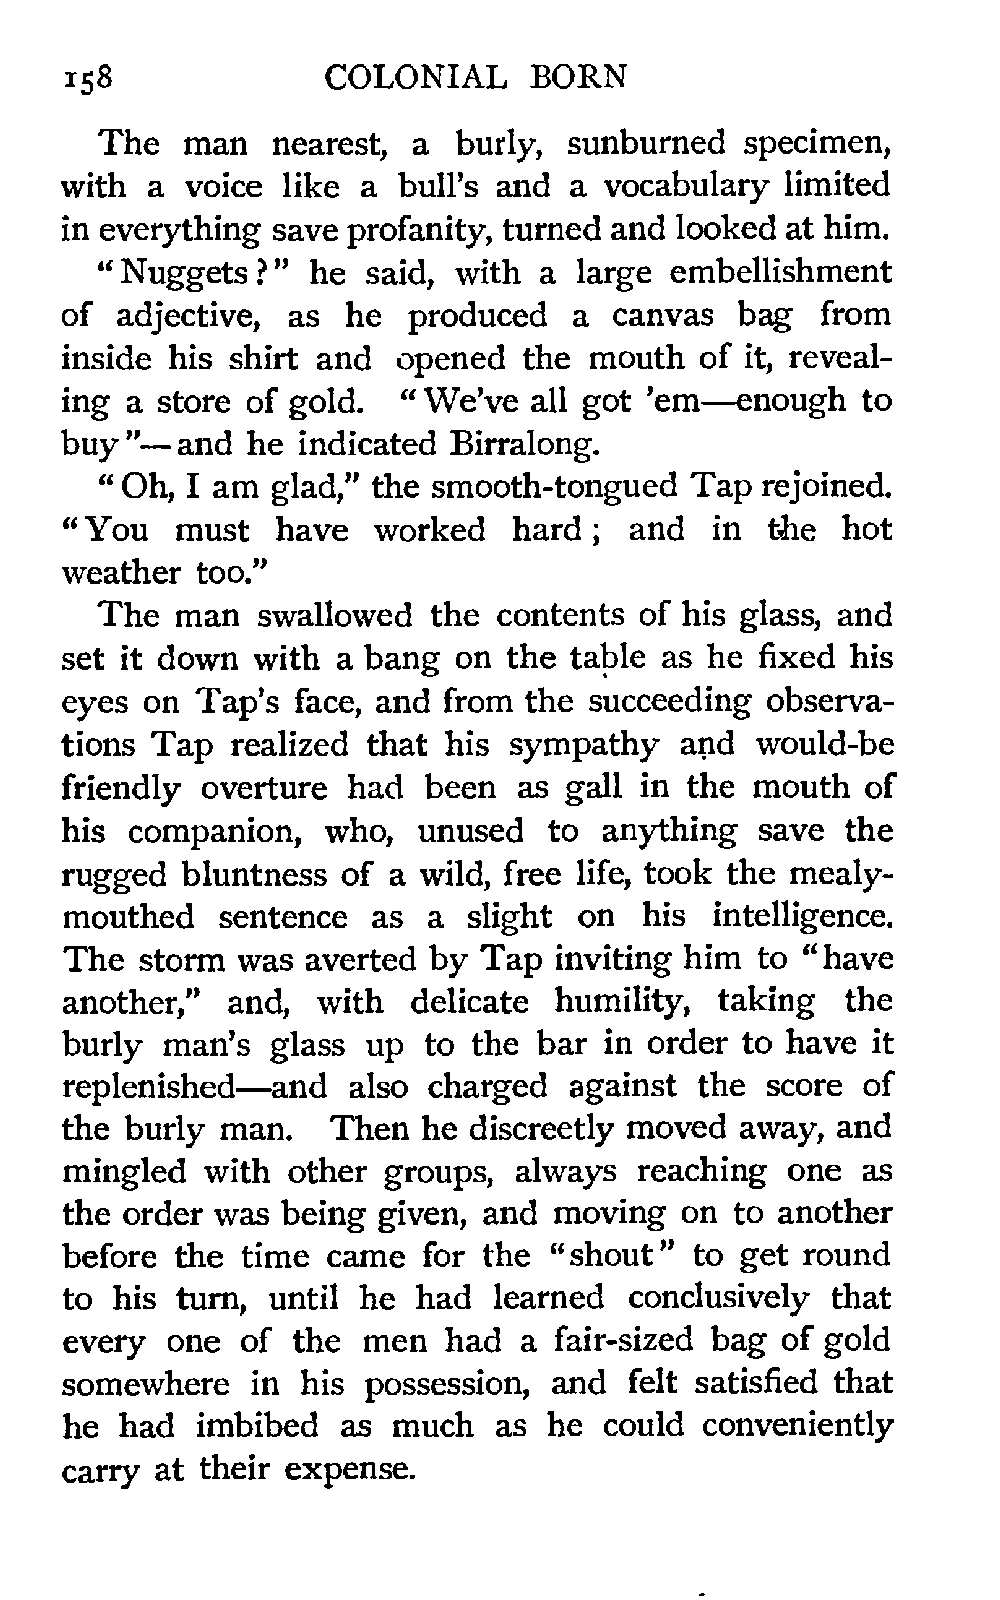 158 COLONIAL BORN
The man nearest, a burly, sunburned specimen,
with a voice like a bull's and a vocabulary limited
in everything save profanity, turned and looked at him.
"Nuggets?" he said, with a large embellishment
of adjective, as he produced a canvas bag from
inside his shirt and opened the mouth of it, reveal-
ing a store of gold. "We've all got 'em—enough to
buy"—and he indicated Birralong.
"Oh, I am glad," the smooth-tongued Tap rejoined.
"You must have worked hard; and in the hot
weather too."
The man swallowed the contents of his glass, and
set it down with a bang on the table as he fixed his
eyes on Tap's face, and from the succeeding observa-
tions Tap realized that his sympathy and would-be
friendly overture had been as gall in the mouth of
his companion, who, unused to anything save the
rugged bluntness of a wild, free life, took the mealy-
mouthed sentence as a slight on his intelligence.
The storm was averted by Tap inviting him to "have
another," and, with delicate humility, taking the
burly man's glass up to the bar in order to have it
replenished—and also charged against the score of
the burly man. Then he discreetly moved away, and
mingled with other groups, always reaching one as
the order was being given, and moving on to another
before the time came for the "shout" to get round
to his turn, until he had learned conclusively that
every one of the men had a fair-sized bag of gold
somewhere in his possession, and felt satisfied that
he had imbibed as much as he could conveniently
carry at their expense.